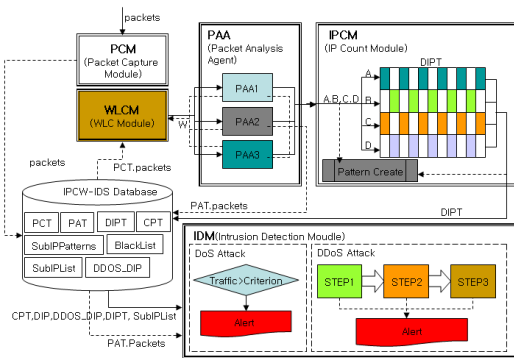 packets
PCM
(Packet Capture
Module)
WLCM
(WLC Module)
packets
PCT.packets
W
PAA
(Packet Analysis
Agent)
PAA1
PAA2
PAA3
IPCM
(IP Count Module)
DIPT
A
B
C
D
A,B,C,D
Pattern Create
PAT.packets
DIPT
IPCW-IDS Database
PCT
PAT
DIPT
CPT
SubIPPatterns
BlackList
SubIPList
DDOS_DIP
CPT,DIP,DDOS_DIP,DIPT, SubIPList
PAT.Packets
IDM(Intrusion Detection Moudle)
DoS Attack
Traffic>Criterion
Alert
DDoS Attack
STEP1
STEP2
STEP3
Alert